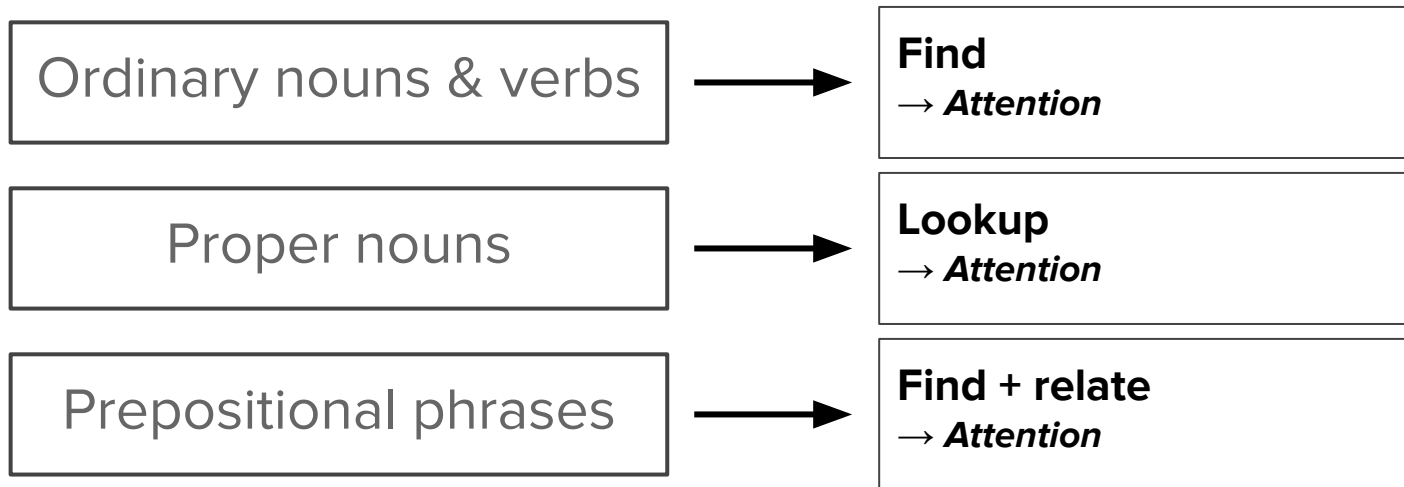 Ordinary nouns & verbs
Find
→ Attention
Proper nouns
Lookup
→ Attention
Prepositional phrases
Find + relate
→ Attention